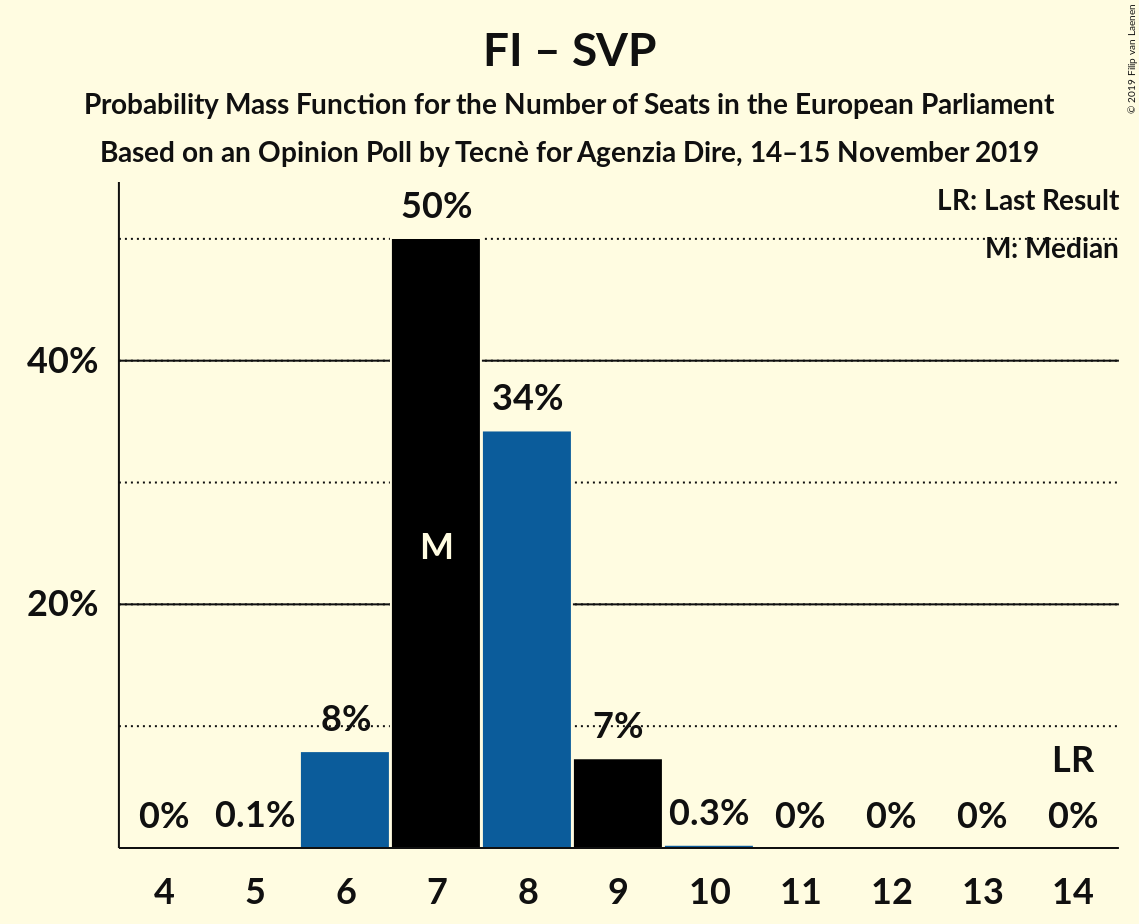 FI – SVP
Probability Mass Function for the Number of Seats in the European Parliament
Based on an Opinion Poll by Tecnè for Agenzia Dire, 14–15 November 2019
© 2019 Filip van Laenen
LR: Last Result
M: Median
50%
40%
34%
M
20%
8%
7%
LR
0% 0.1% 0.3% 0% 0% 0% 0%
4 5 6 7 8 9 10 11 12 13 14